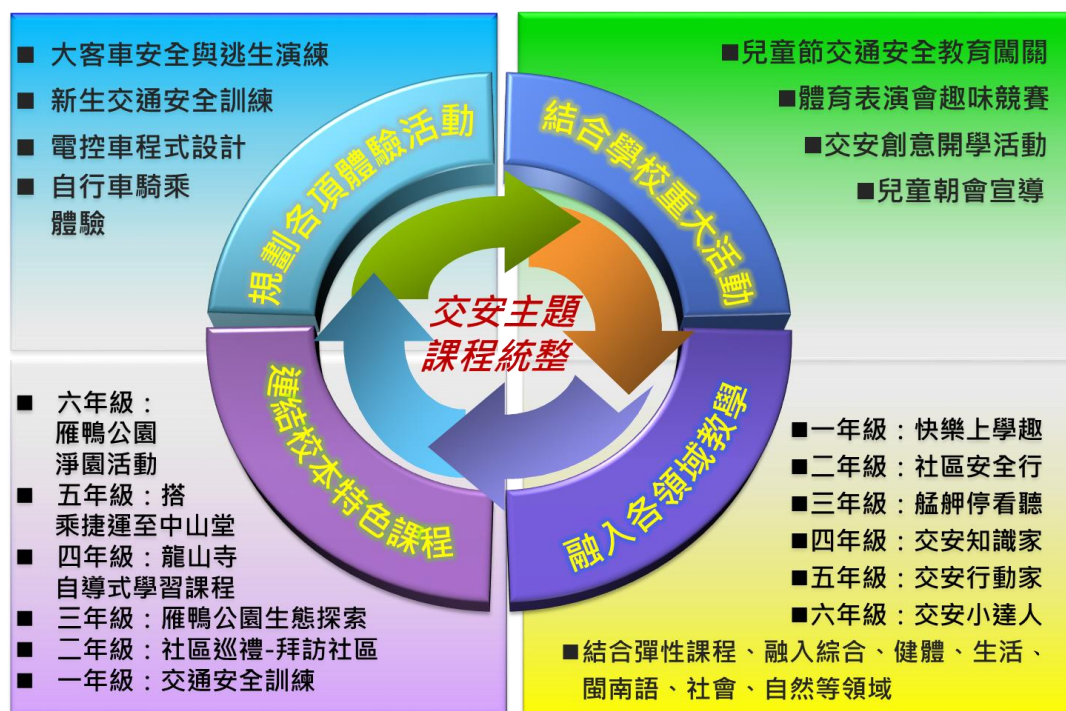 ■ 大客車安全與逃生演練
■ 新生交通安全訓練
■ 電控車程式設計
■ 自行車騎乘
體驗
規劃各項體驗活動
■兒童節交通安全教育闖關
■體育表演會趣味競賽
■交安創意開學活動
■兒童朝會宣導
結合學校重大活動
交安主題
課程統整
■ 六年級：
雁鴨公園
淨園活動
■ 五年級：搭
乘捷運至中山堂
■ 四年級：龍山寺
自導式學習課程
■ 三年級：雁鴨公園生態探索
■ 二年級：社區巡禮-拜訪社區
■ 一年級：交通安全訓練
連結校本特色課程
融入各領域教學
■一年級：快樂上學趣
■二年級：社區安全行
■三年級：艋舺停看聽
■四年級：交安知識家
■五年級：交安行動家
■六年級：交安小達人
■結合彈性課程、融入綜合、健體、生活、
閩南語、社會、自然等領域